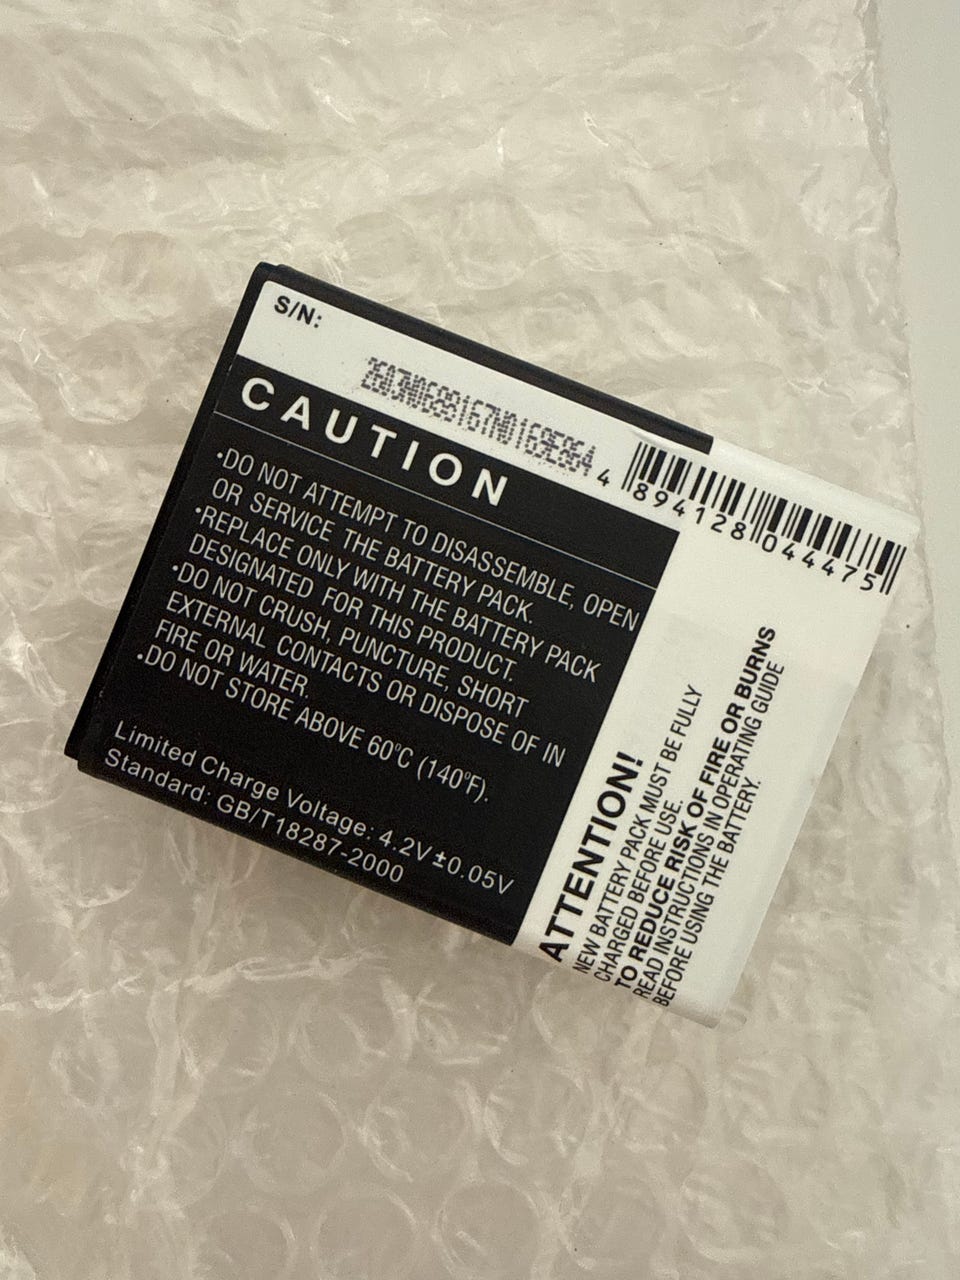 S/N:
4 894128 044475
CAUTION
•DO NOT ATTEMPT TO DISASSEMBLE, OPEN
OR SERVICE THE BATTERY PACK.
•REPLACE ONLY WITH THE BATTERY PACK
DESIGNATED FOR THIS PRODUCT.
•DO NOT CRUSH, PUNCTURE, SHORT
EXTERNAL CONTACTS OR DISPOSE OF IN
FIRE OR WATER.
•DO NOT STORE ABOVE 60°C (140°F).
Limited Charge Voltage: 4.2V±0.05V
Standard: GB/T18287-2000
ATTENTION!
NEW BATTERY PACK MUST BE FULLY
CHARGED BEFORE USE.
TO REDUCE RISK OF FIRE OR BURNS
READ INSTRUCTIONS IN OPERATING GUIDE
BEFORE USING THE BATTERY.